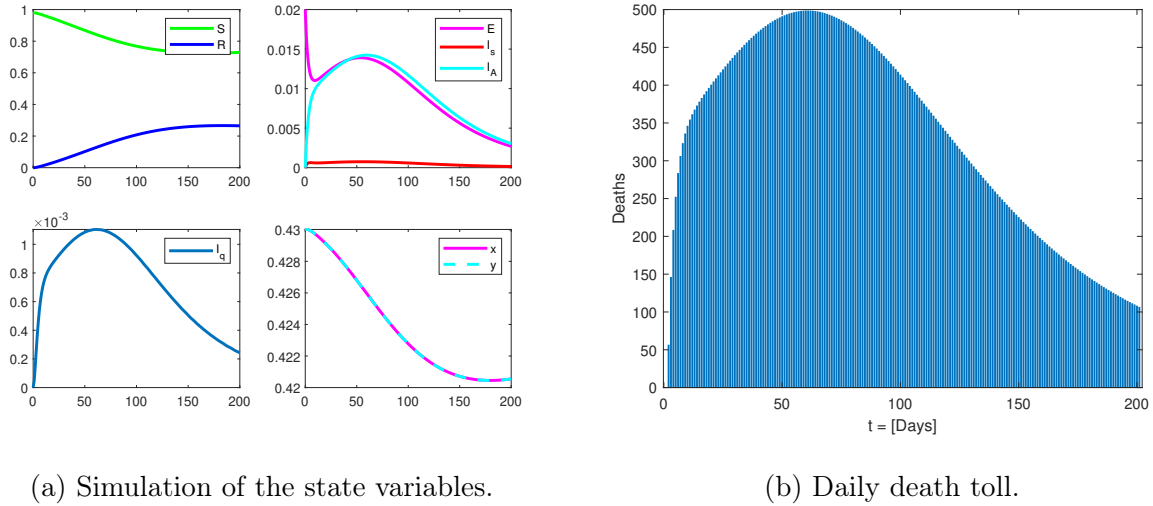 1
0.8
0.6
0.4
0.2
0
0 50 100 150 200
S
R
0.02
0.015
0.01
0.005
0
0 50 100 150 200
E
I_s
I_A
×10⁻³
1
0.8
0.6
0.4
0.2
0
0 50 100 150 200
I_q
0.43
0.428
0.426
0.424
0.422
0.42
0 50 100 150 200
x
y
(a) Simulation of the state variables.
500
450
400
350
300
250
200
150
100
50
0
Deaths
0 50 100 150 200
t = [Days]
(b) Daily death toll.